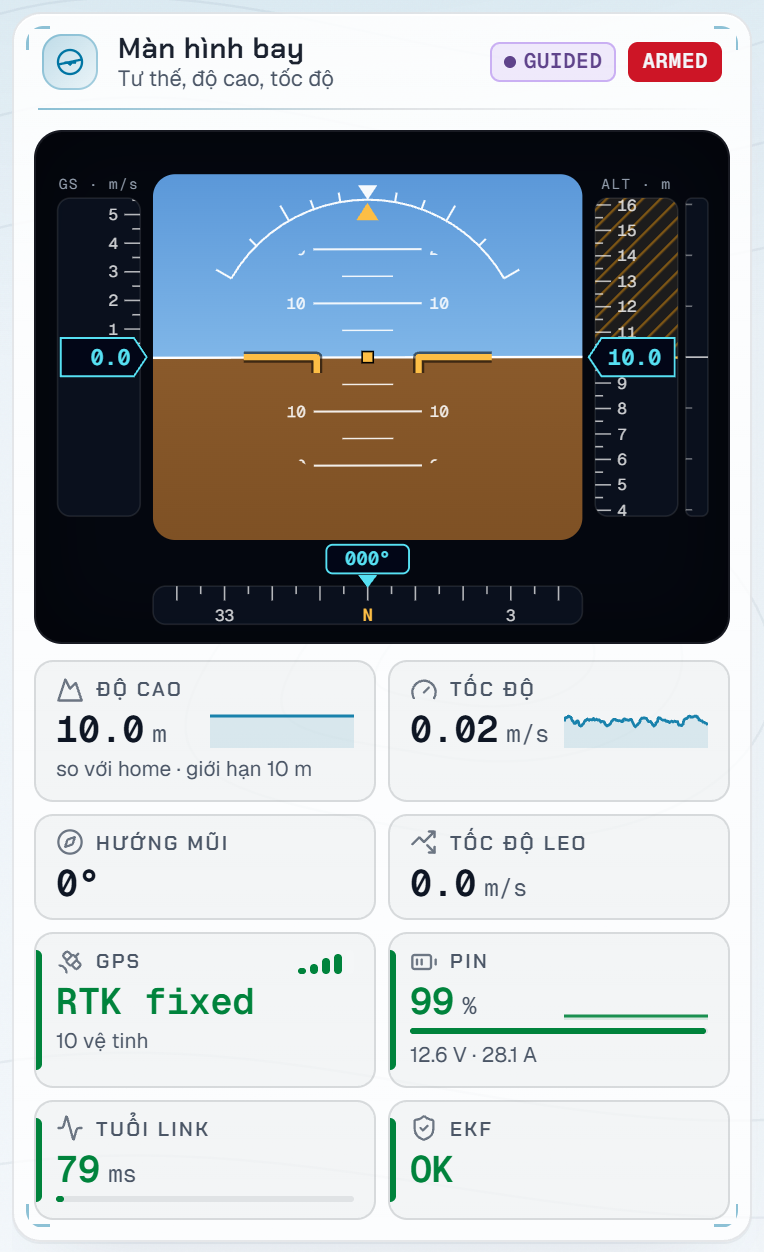 Màn hình bay
Tư thế, độ cao, tốc độ
GUIDED
ARMED
GS · m/s
5
4
3
2
1
0.0
10 10
10 10
ALT · m
16
15
14
13
12
11
10.0
9
8
7
6
5
4
000°
33 N 3
ĐỘ CAO
10.0 m
so với home · giới hạn 10 m
TỐC ĐỘ
0.02 m/s
HƯỚNG MŨI
0°
TỐC ĐỘ LEO
0.0 m/s
GPS
RTK fixed
10 vệ tinh
PIN
99 %
12.6 V · 28.1 A
TUỔI LINK
79 ms
EKF
OK